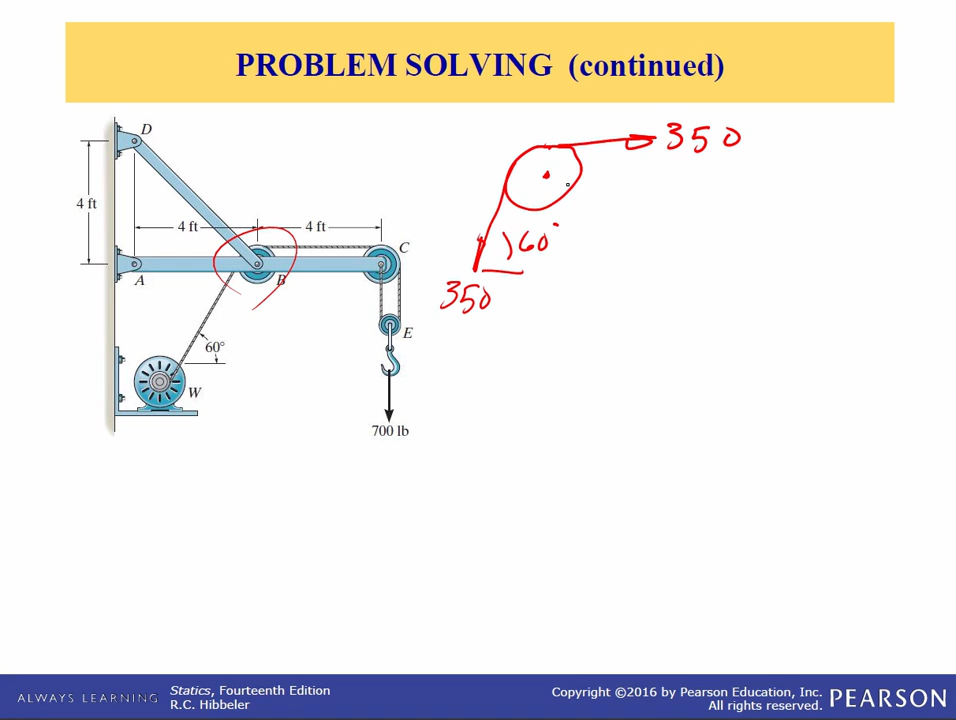 PROBLEM SOLVING (continued)
D
350
4 ft
4 ft
4 ft
)60°
C
A
B
350
E
60°
W
700 lb
ALWAYS LEARNING
Statics, Fourteenth Edition
R.C. Hibbeler
Copyright ©2016 by Pearson Education, Inc.
All rights reserved.
PEARSON